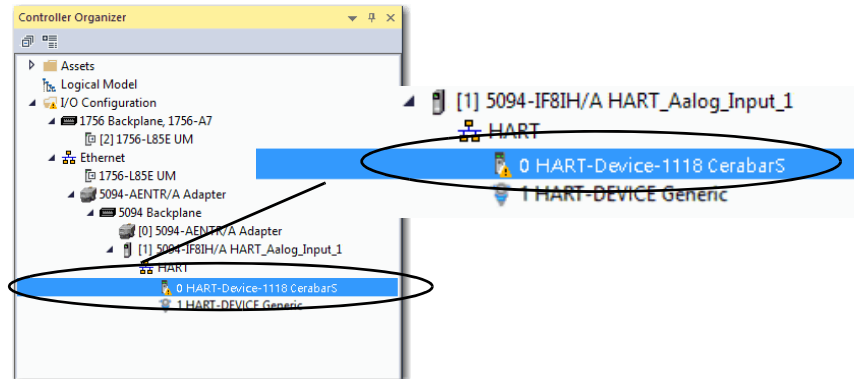 Controller Organizer
Assets
Logical Model
I/O Configuration
1756 Backplane, 1756-A7
[2] 1756-L85E UM
Ethernet
1756-L85E UM
5094-AENTR/A Adapter
5094 Backplane
[0] 5094-AENTR/A Adapter
[1] 5094-IF8IH/A HART_Aalog_Input_1
HART
0 HART-Device-1118 CerabarS
1 HART-DEVICE Generic
[1] 5094-IF8IH/A HART_Aalog_Input_1
HART
0 HART-Device-1118 CerabarS
1 HART-DEVICE Generic